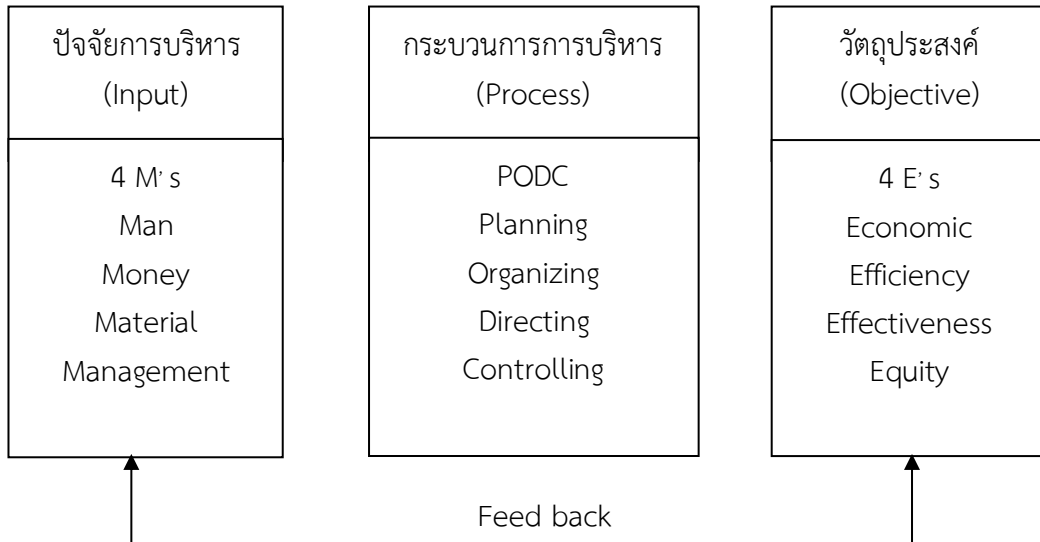 ปัจจัยการบริหาร
(Input)
4 M's
Man
Money
Material
Management
กระบวนการการบริหาร
(Process)
PODC
Planning
Organizing
Directing
Controlling
วัตถุประสงค์
(Objective)
4 E's
Economic
Efficiency
Effectiveness
Equity
Feed back